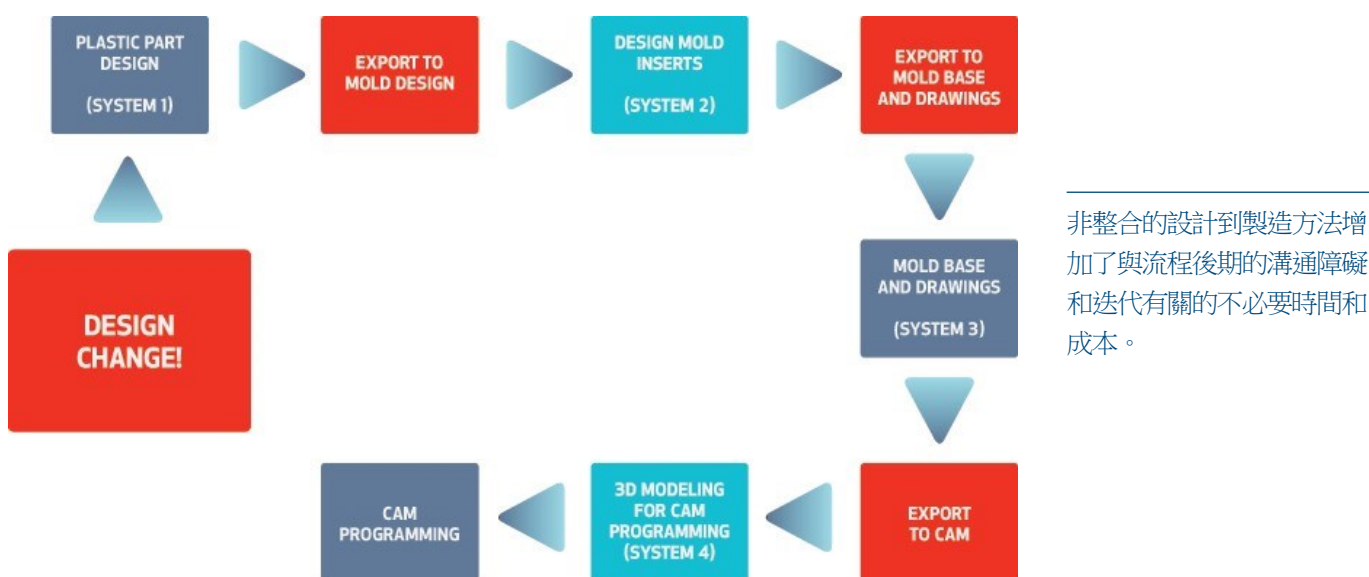 PLASTIC PART
DESIGN
(SYSTEM 1)
EXPORT TO
MOLD DESIGN
DESIGN MOLD
INSERTS
(SYSTEM 2)
EXPORT TO
MOLD BASE
AND DRAWINGS
MOLD BASE
AND DRAWINGS
(SYSTEM 3)
EXPORT
TO CAM
3D MODELING
FOR CAM
PROGRAMMING
(SYSTEM 4)
CAM
PROGRAMMING
DESIGN
CHANGE!
非整合的設計到製造方法增
加了與流程後期的溝通障礙
和迭代有關的不必要時間和
成本。